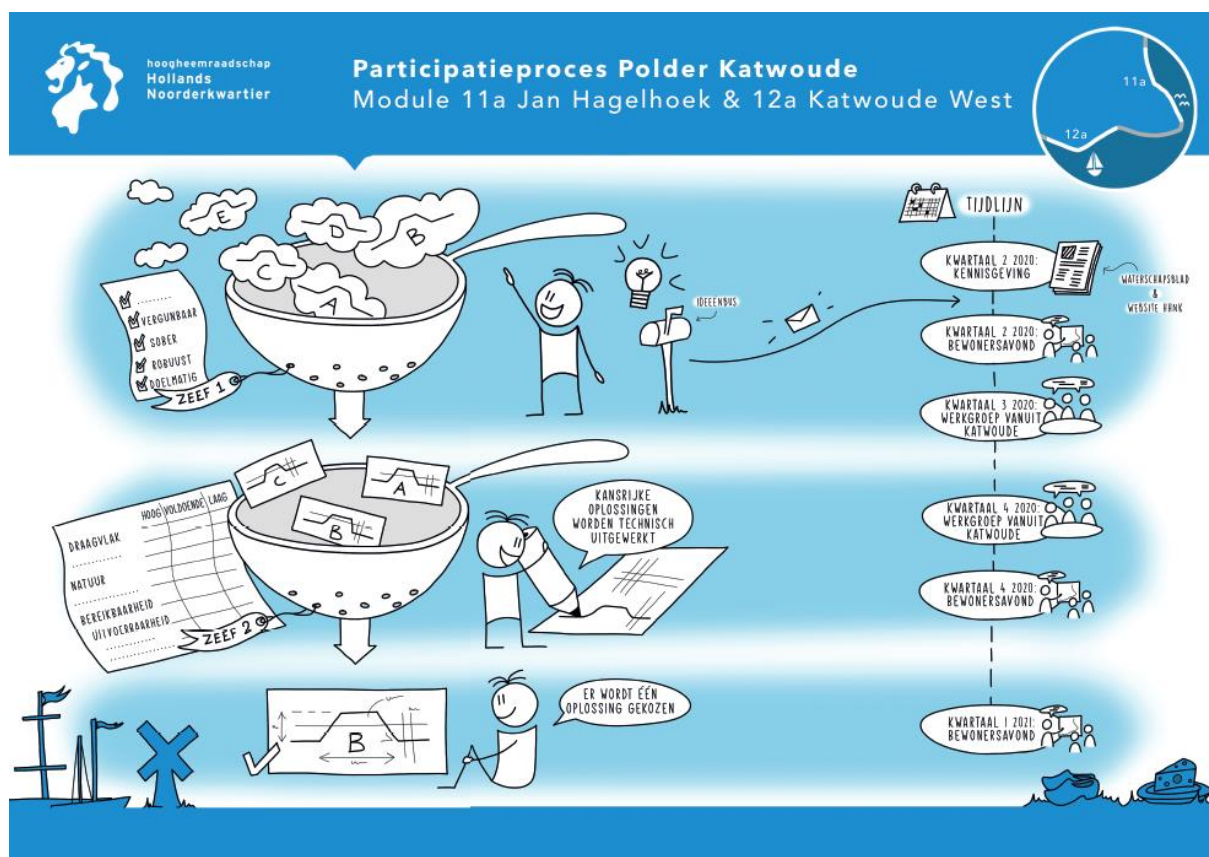 hoogheemraadschap
Hollands
Noorderkwartier
Participatieproces Polder Katwoude
Module 11a Jan Hagelhoek & 12a Katwoude West
11a
12a
E
D
B
C
A
..........
VERGUNBAAR
SOBER
ROBUUST
DOELMATIG
ZEEF 1
IDEEENBUS
TIJDLIJN
KWARTAAL 2 2020:
KENNISGEVING
WATERSCHAPSBLAD
&
WEBSITE HHNK
KWARTAAL 2 2020:
BEWONERSAVOND
KWARTAAL 3 2020:
WERKGROEP VANUIT
KATWOUDE
HOOG VOLDOENDE LAAG
DRAAGVLAK
..............
NATUUR
..............
BEREIKBAARHEID
UITVOERBAARHEID
..............
..............
ZEEF 2
C
A
B
KANSRIJKE
OPLOSSINGEN
WORDEN TECHNISCH
UITGEWERKT
KWARTAAL 4 2020:
WERKGROEP VANUIT
KATWOUDE
KWARTAAL 4 2020:
BEWONERSAVOND
B
ER WORDT ÉÉN
OPLOSSING GEKOZEN
KWARTAAL 1 2021:
BEWONERSAVOND